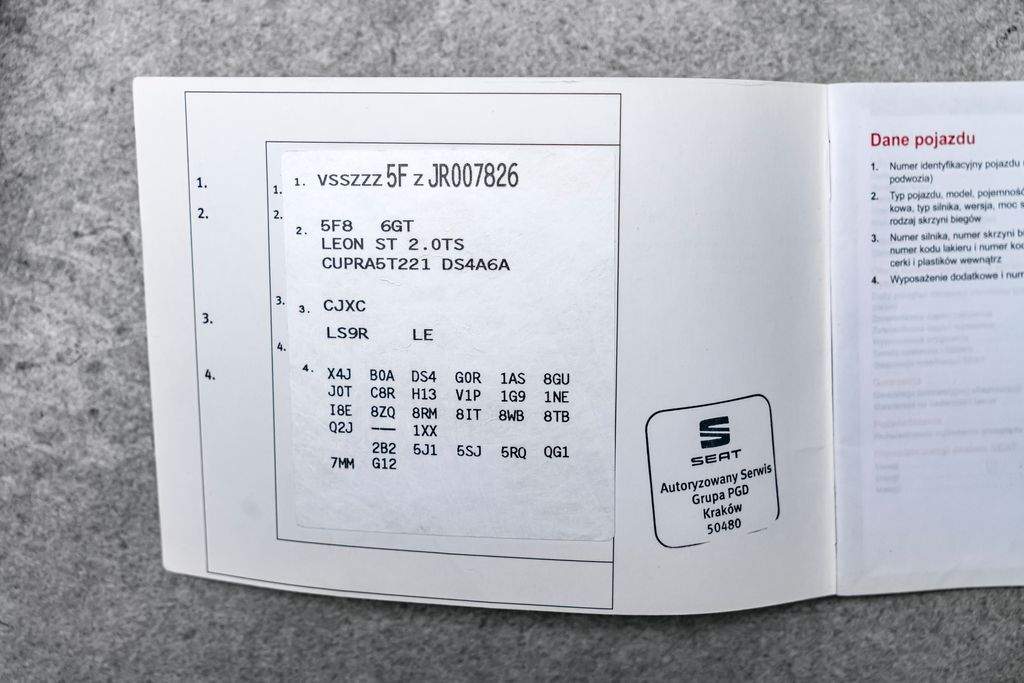 1.
2.
3.
4.
1.
2.
3.
4.
1. VSSZZZ 5F Z JR007826
2. 5F8 6GT
LEON ST 2.0TS
CUPRA5T221 DS4A6A
3. CJXC
LS9R LE
4. X4J B0A DS4 G0R 1AS 8GU
J0T C8R H13 V1P 1G9 1NE
I8E 8ZQ 8RM 8IT 8WB 8TB
Q2J —— 1XX
2B2 5J1 5SJ 5RQ QG1
7MM G12
SEAT
Autoryzowany Serwis
Grupa PGD
Kraków
50480
Dane pojazdu
1. Numer identyfikacyjny pojazdu
podwozia)
2. Typ pojazdu, model, pojemność
kowa, typ silnika, wersja, moc s
rodzaj skrzyni biegów
3. Numer silnika, numer skrzyni b
numer kodu lakieru i numer ko
cerki i plastików wewnątrz
4. Wyposażenie dodatkowe i num